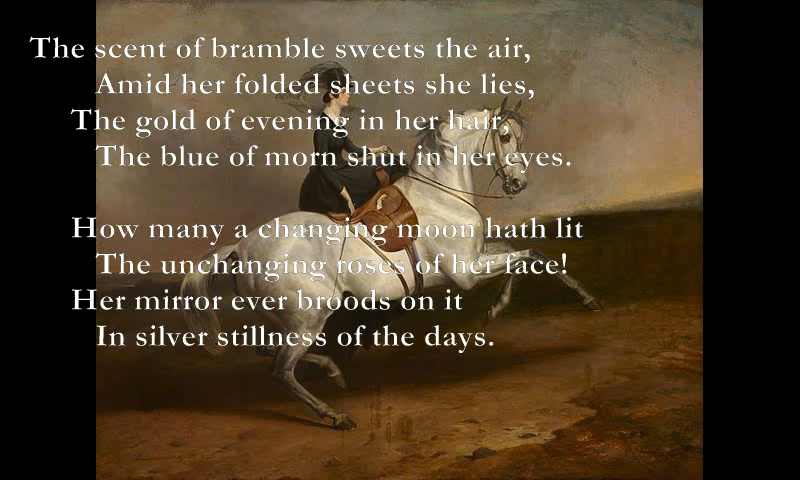 The scent of bramble sweets the air,
Amid her folded sheets she lies,
The gold of evening in her hair,
The blue of morn shut in her eyes.

How many a changing moon hath lit
The unchanging roses of her face!
Her mirror ever broods on it
In silver stillness of the days.